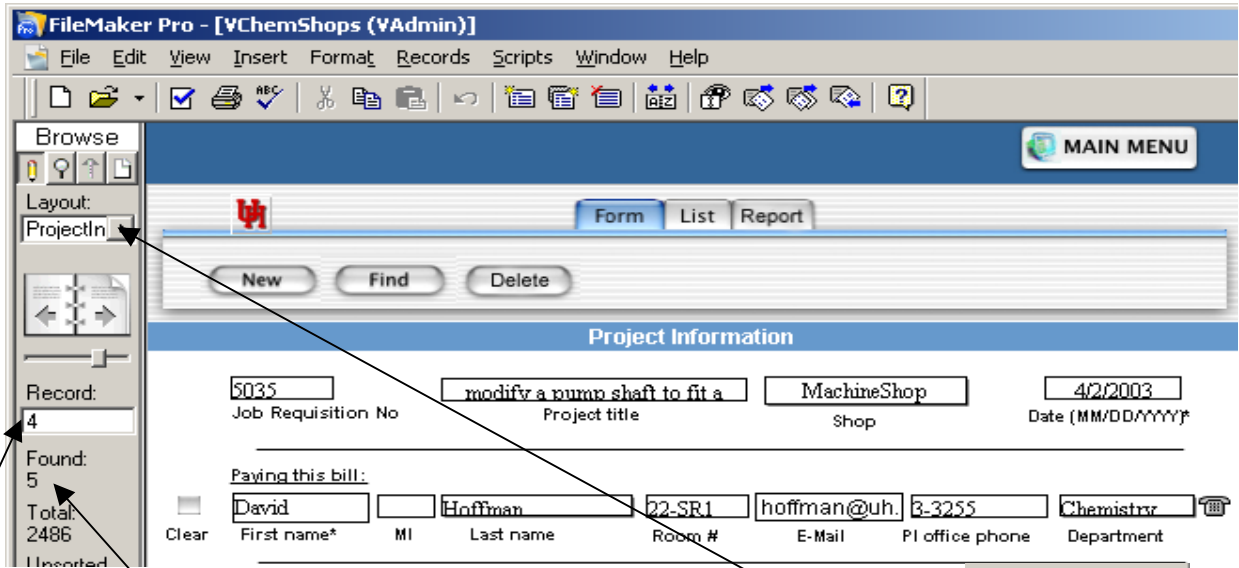 FileMaker Pro - [VChemShops (VAdmin)]
File Edit View Insert Format Records Scripts Window Help
Browse
MAIN MENU
Layout:
ProjectIn
Form List Report
New Find Delete
Project Information
Record:
4
5035 modify a pump shaft to fit a MachineShop 4/2/2003
Job Requisition No Project title Shop Date (MM/DD/YYYY)*
Found:
5
Paying this bill:
Total:
2486
David Hoffman 22-SR1 hoffman@uh. 3-3255 Chemistry
Clear First name* MI Last name Room # E-Mail PI office phone Department
Unsorted